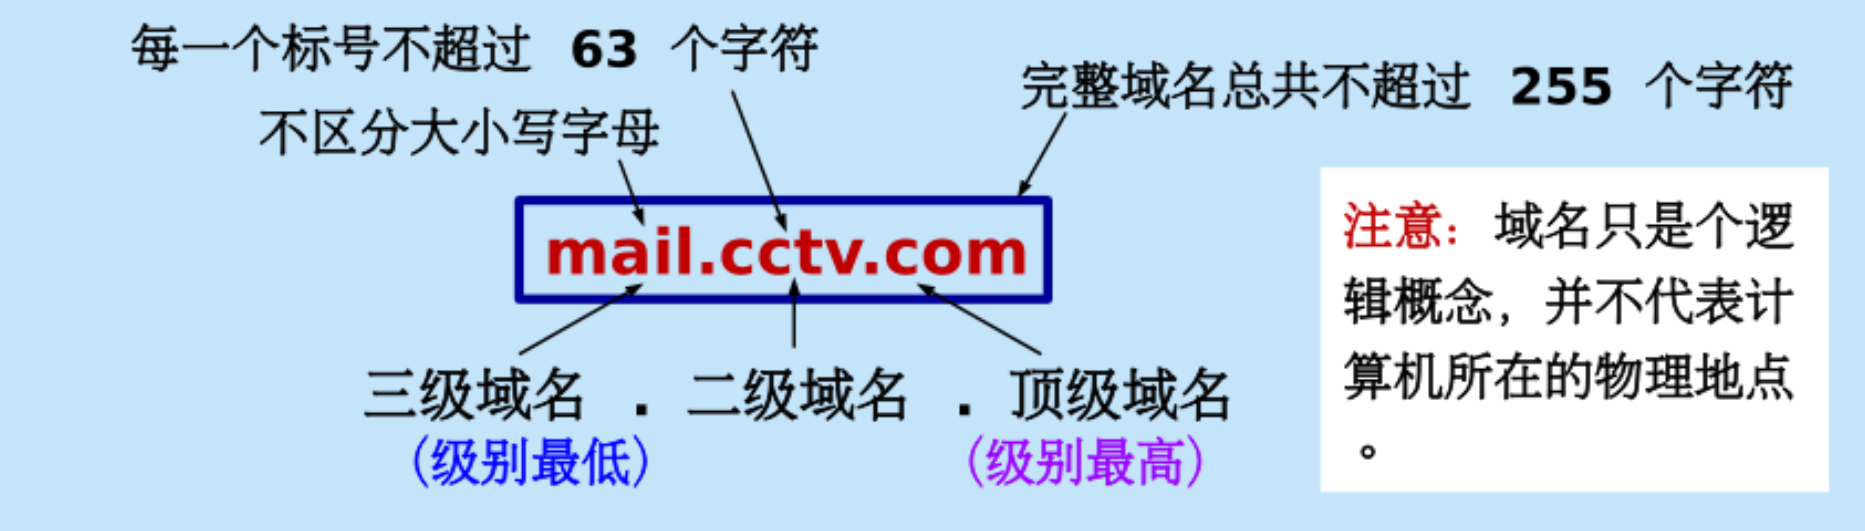 每一个标号不超过 63 个字符
完整域名总共不超过 255 个字符
不区分大小写字母
mail.cctv.com
三级域名 . 二级域名 . 顶级域名
(级别最低)
(级别最高)
注意：域名只是个逻
辑概念，并不代表计
算机所在的物理地点
。